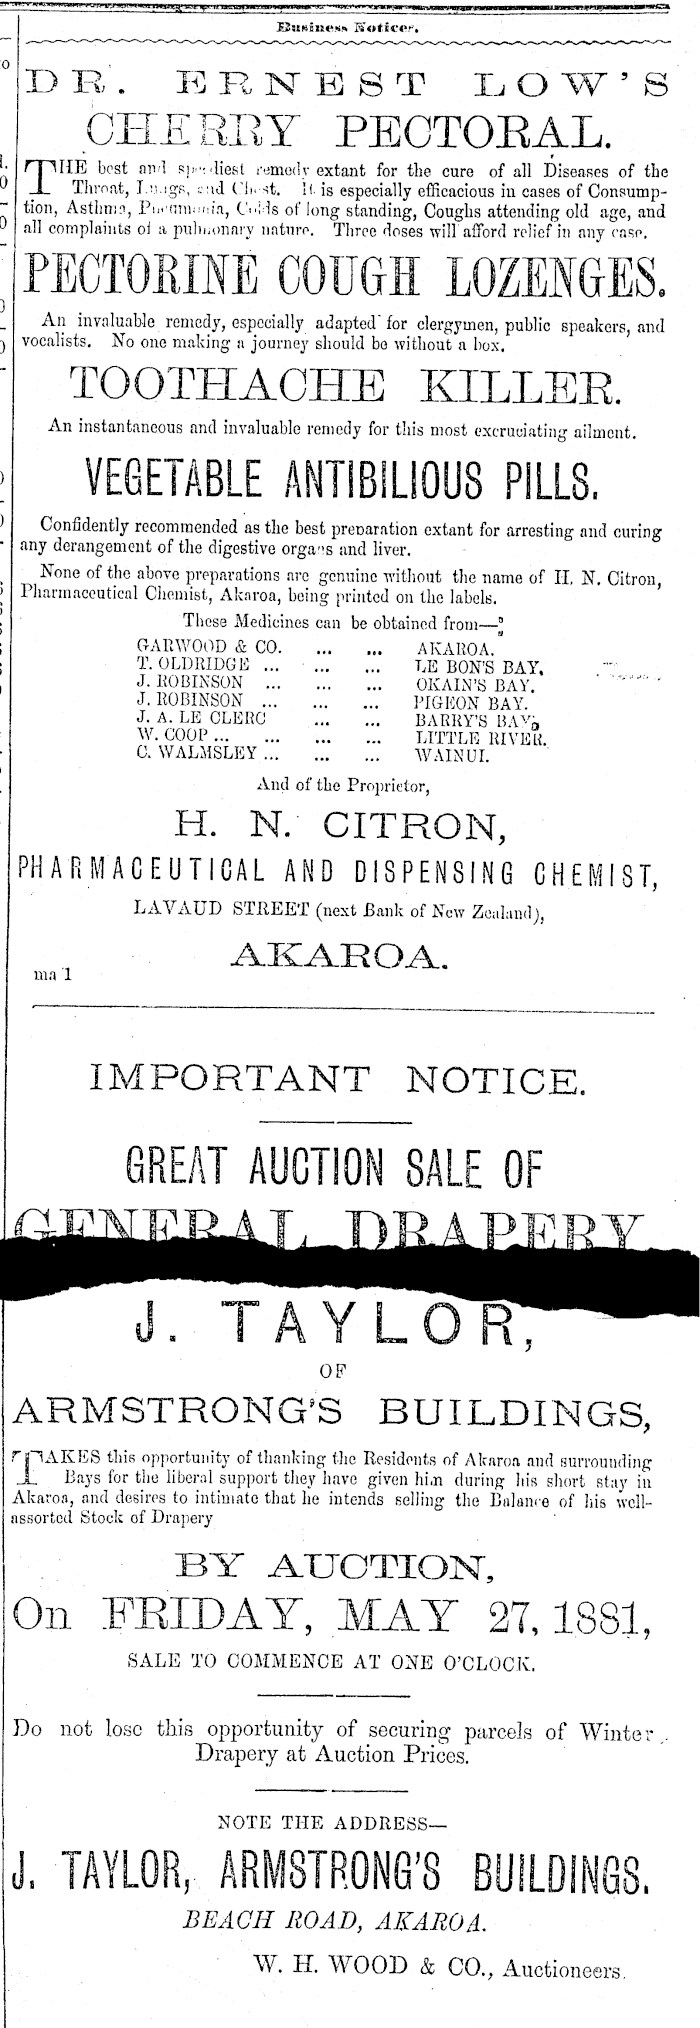 Business Notices.
DR. ERNEST LOW'S
CHERRY PECTORAL.
THE best and speediest remedy extant for the cure of all Diseases of the
Throat, Lungs, and Chest. It is especially efficacious in cases of Consump-
tion, Asthma, Pneumonia, Colds of long standing, Coughs attending old age, and
all complaints of a pulmonary nature. Three doses will afford relief in any case.
PECTORINE COUGH LOZENGES.
An invaluable remedy, especially adapted for clergymen, public speakers, and
vocalists. No one making a journey should be without a box.
TOOTHACHE KILLER.
An instantaneous and invaluable remedy for this most excruciating ailment.
VEGETABLE ANTIBILIOUS PILLS.
Confidently recommended as the best preparation extant for arresting and curing
any derangement of the digestive organs and liver.
None of the above preparations are genuine without the name of H. N. Citron,
Pharmaceutical Chemist, Akaroa, being printed on the labels.
These Medicines can be obtained from—
GARWOOD & CO. ... ... AKAROA.
T. OLDRIDGE ... ... ... LE BON'S BAY.
J. ROBINSON ... ... ... OKAIN'S BAY.
J. ROBINSON ... ... ... PIGEON BAY.
J. A. LE CLERC ... ... BARRY'S BAY,
W. COOP ... ... ... ... LITTLE RIVER.
C. WALMSLEY ... ... ... WAINUI.
And of the Proprietor,
H. N. CITRON,
PHARMACEUTICAL AND DISPENSING CHEMIST,
LAVAUD STREET (next Bank of New Zealand),
AKAROA.
ma 1
IMPORTANT NOTICE.
GREAT AUCTION SALE OF
GENERAL DRAPERY
J. TAYLOR,
OF
ARMSTRONG'S BUILDINGS,
TAKES this opportunity of thanking the Residents of Akaroa and surrounding
Bays for the liberal support they have given him during his short stay in
Akaroa, and desires to intimate that he intends selling the Balance of his well-
assorted Stock of Drapery
BY AUCTION,
On FRIDAY, MAY 27, 1881,
SALE TO COMMENCE AT ONE O'CLOCK.
Do not lose this opportunity of securing parcels of Winter
Drapery at Auction Prices.
NOTE THE ADDRESS—
J. TAYLOR, ARMSTRONG'S BUILDINGS.
BEACH ROAD, AKAROA.
W. H. WOOD & CO., Auctioneers.